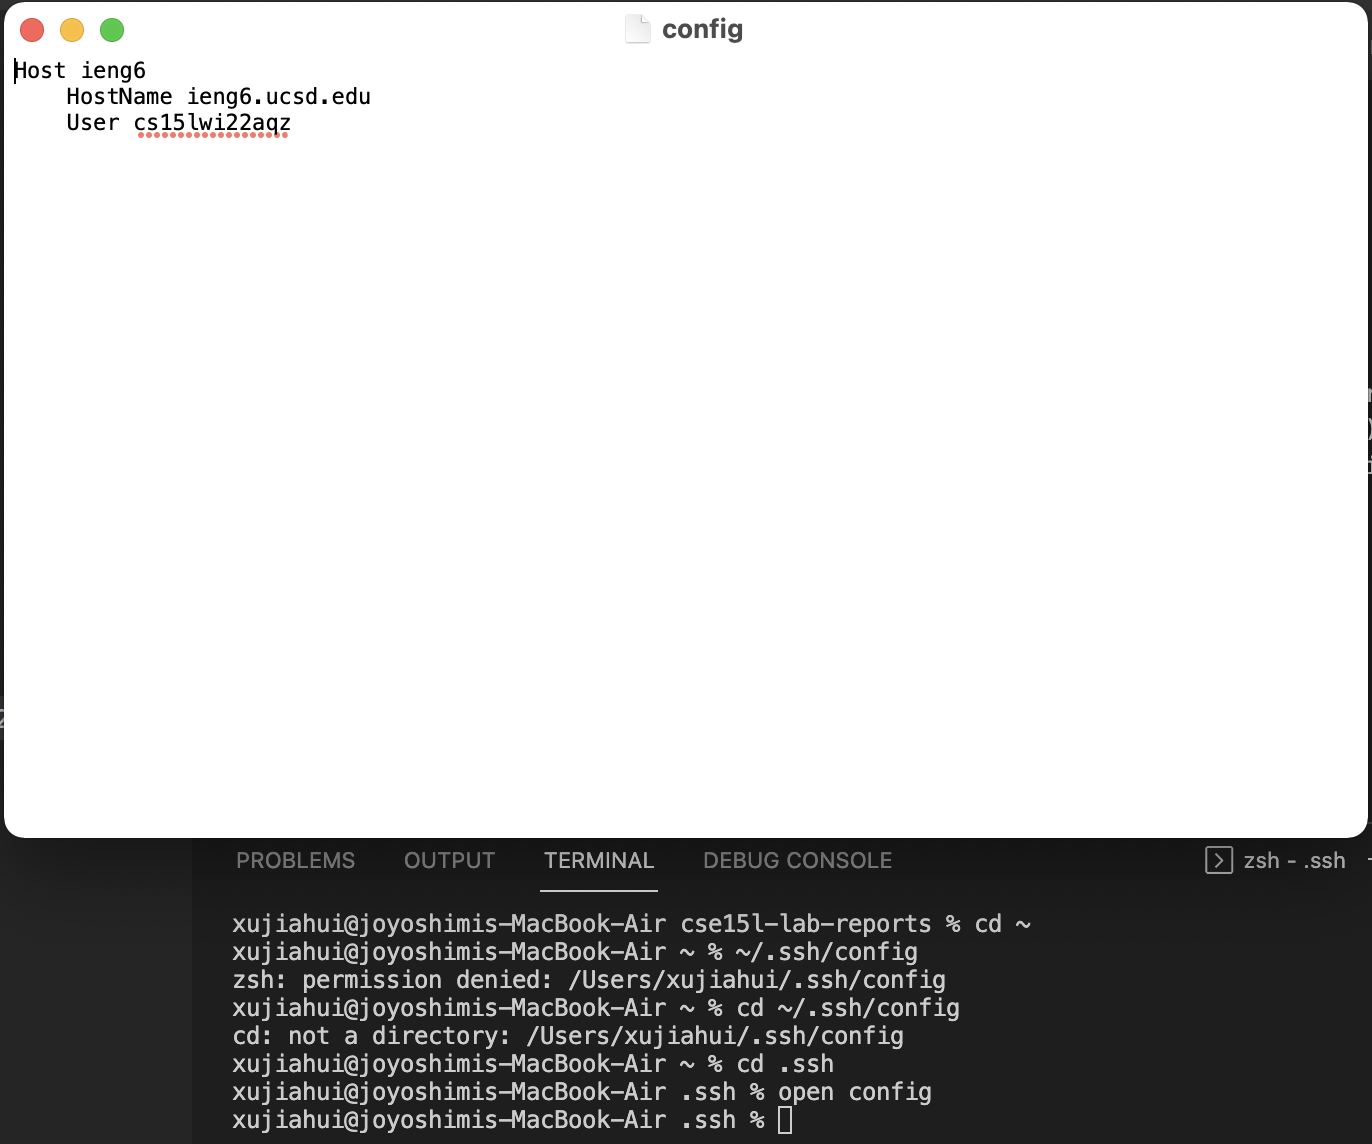 config
Host ieng6
    HostName ieng6.ucsd.edu
    User cs15lwi22aqz
PROBLEMS OUTPUT TERMINAL DEBUG CONSOLE zsh - .ssh
xujiahui@joyoshimis-MacBook-Air cse15l-lab-reports % cd ~
xujiahui@joyoshimis-MacBook-Air ~ % ~/.ssh/config
zsh: permission denied: /Users/xujiahui/.ssh/config
xujiahui@joyoshimis-MacBook-Air ~ % cd ~/.ssh/config
cd: not a directory: /Users/xujiahui/.ssh/config
xujiahui@joyoshimis-MacBook-Air ~ % cd .ssh
xujiahui@joyoshimis-MacBook-Air .ssh % open config
xujiahui@joyoshimis-MacBook-Air .ssh %